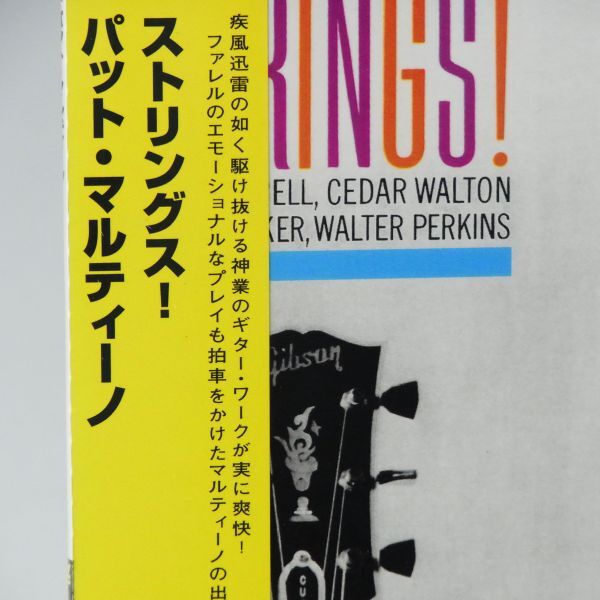 ストリングス！
パット・マルティーノ
疾風迅雷の如く駆け抜ける神業のギター・ワークが実に爽快！
ファレルのエモーショナルなプレイも拍車をかけたマルティーノの出
RINGS!
RELL, CEDAR WALTON
KER, WALTER PERKINS
Gibson
CU